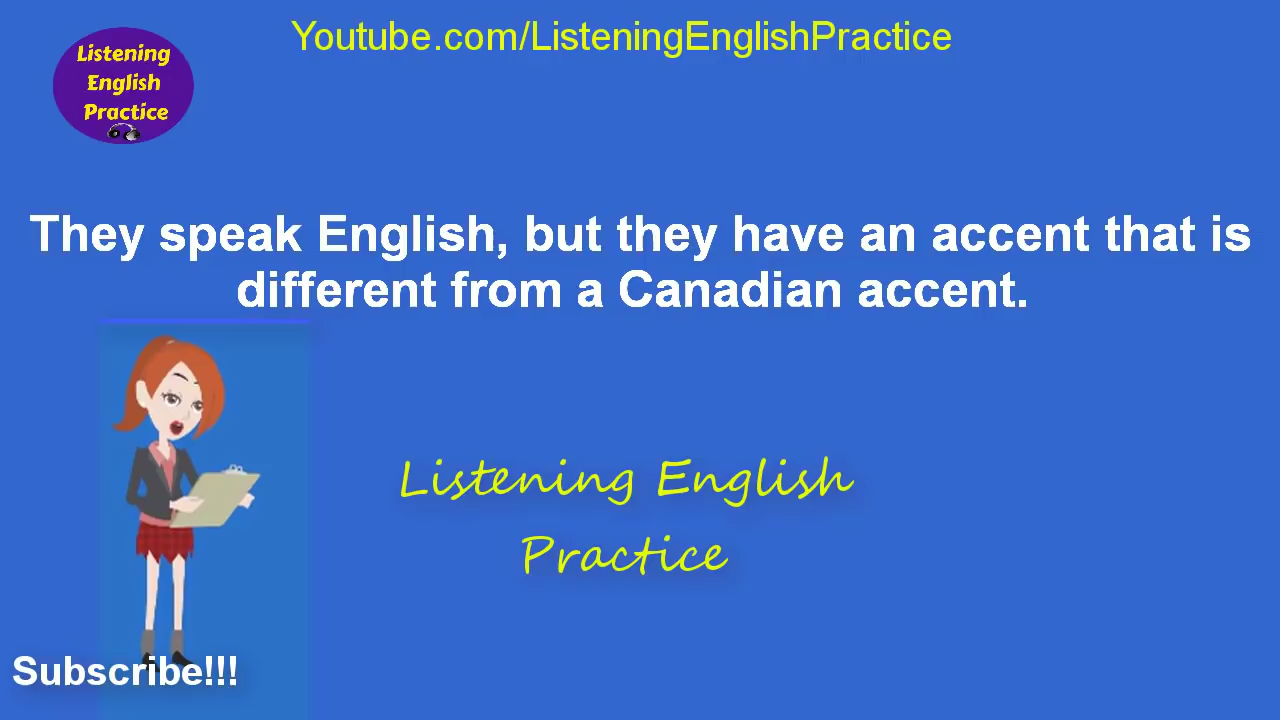 Youtube.com/ListeningEnglishPractice
Listening
English
Practice
They speak English, but they have an accent that is
different from a Canadian accent.
Listening English
Practice
Subscribe!!!